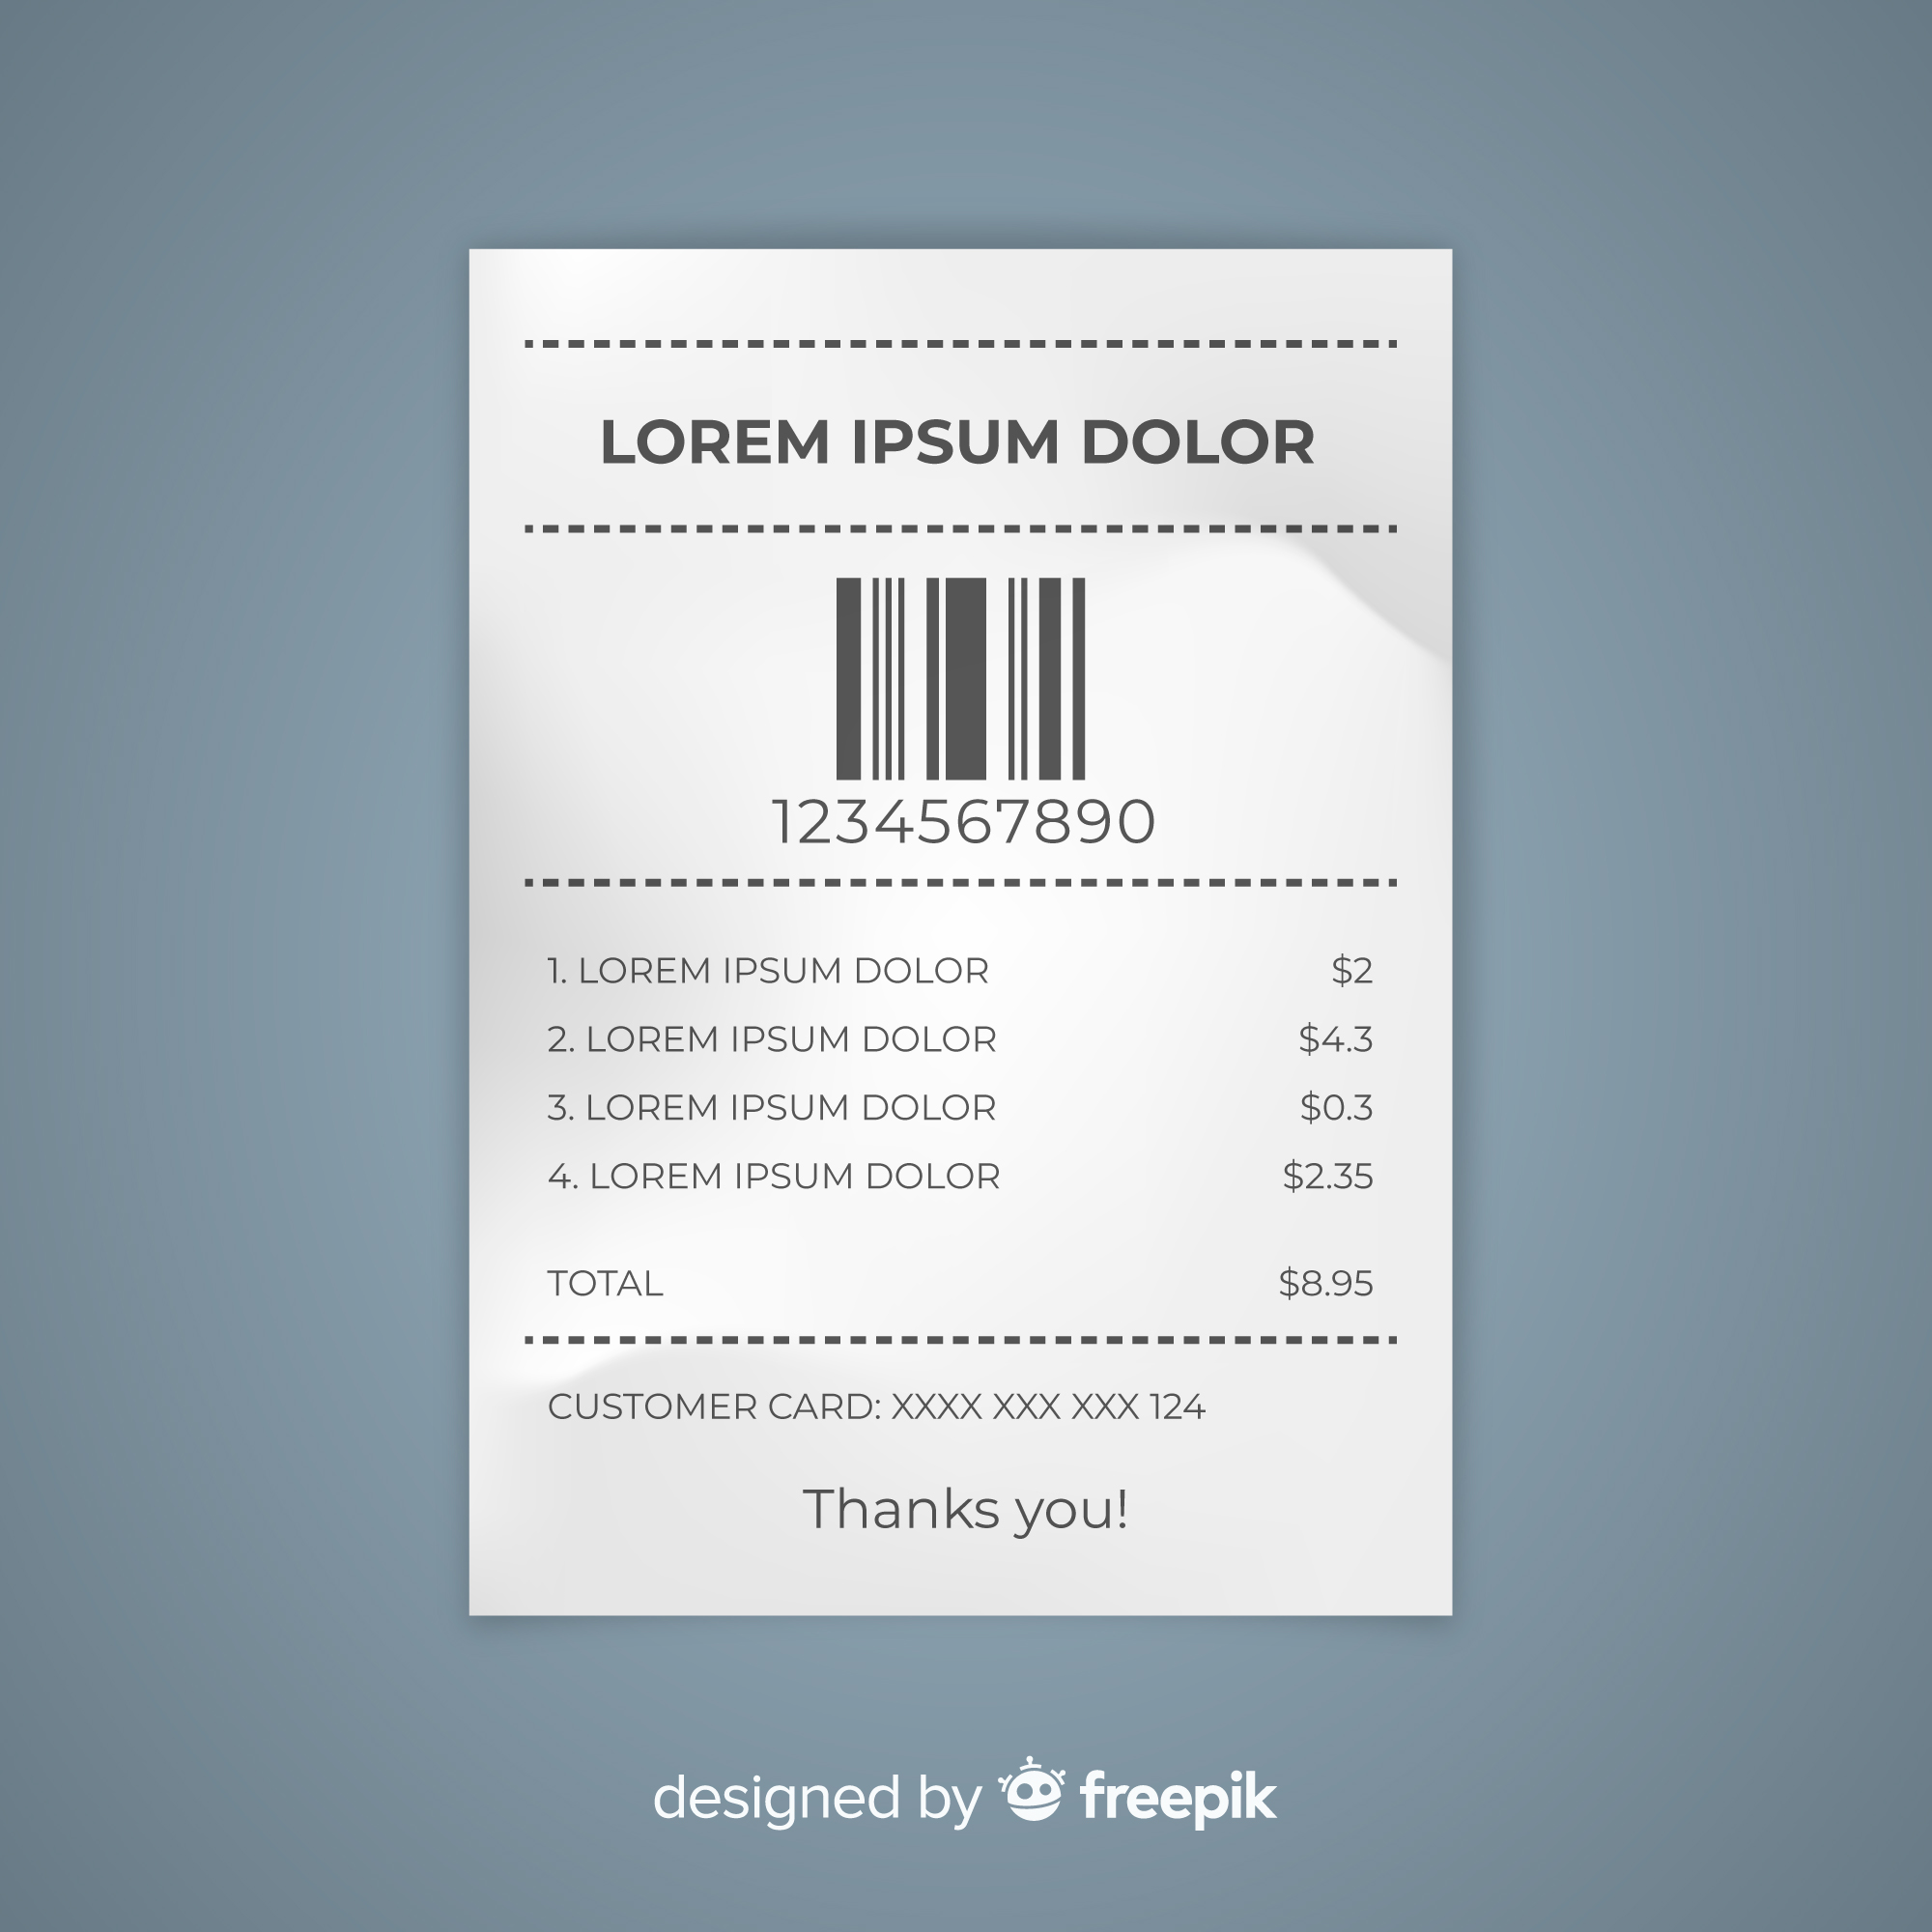 LOREM IPSUM DOLOR
1234567890
1. LOREM IPSUM DOLOR $2
2. LOREM IPSUM DOLOR $4.3
3. LOREM IPSUM DOLOR $0.3
4. LOREM IPSUM DOLOR $2.35
TOTAL $8.95
CUSTOMER CARD: XXXX XXX XXX 124
Thanks you!
designed by freepik